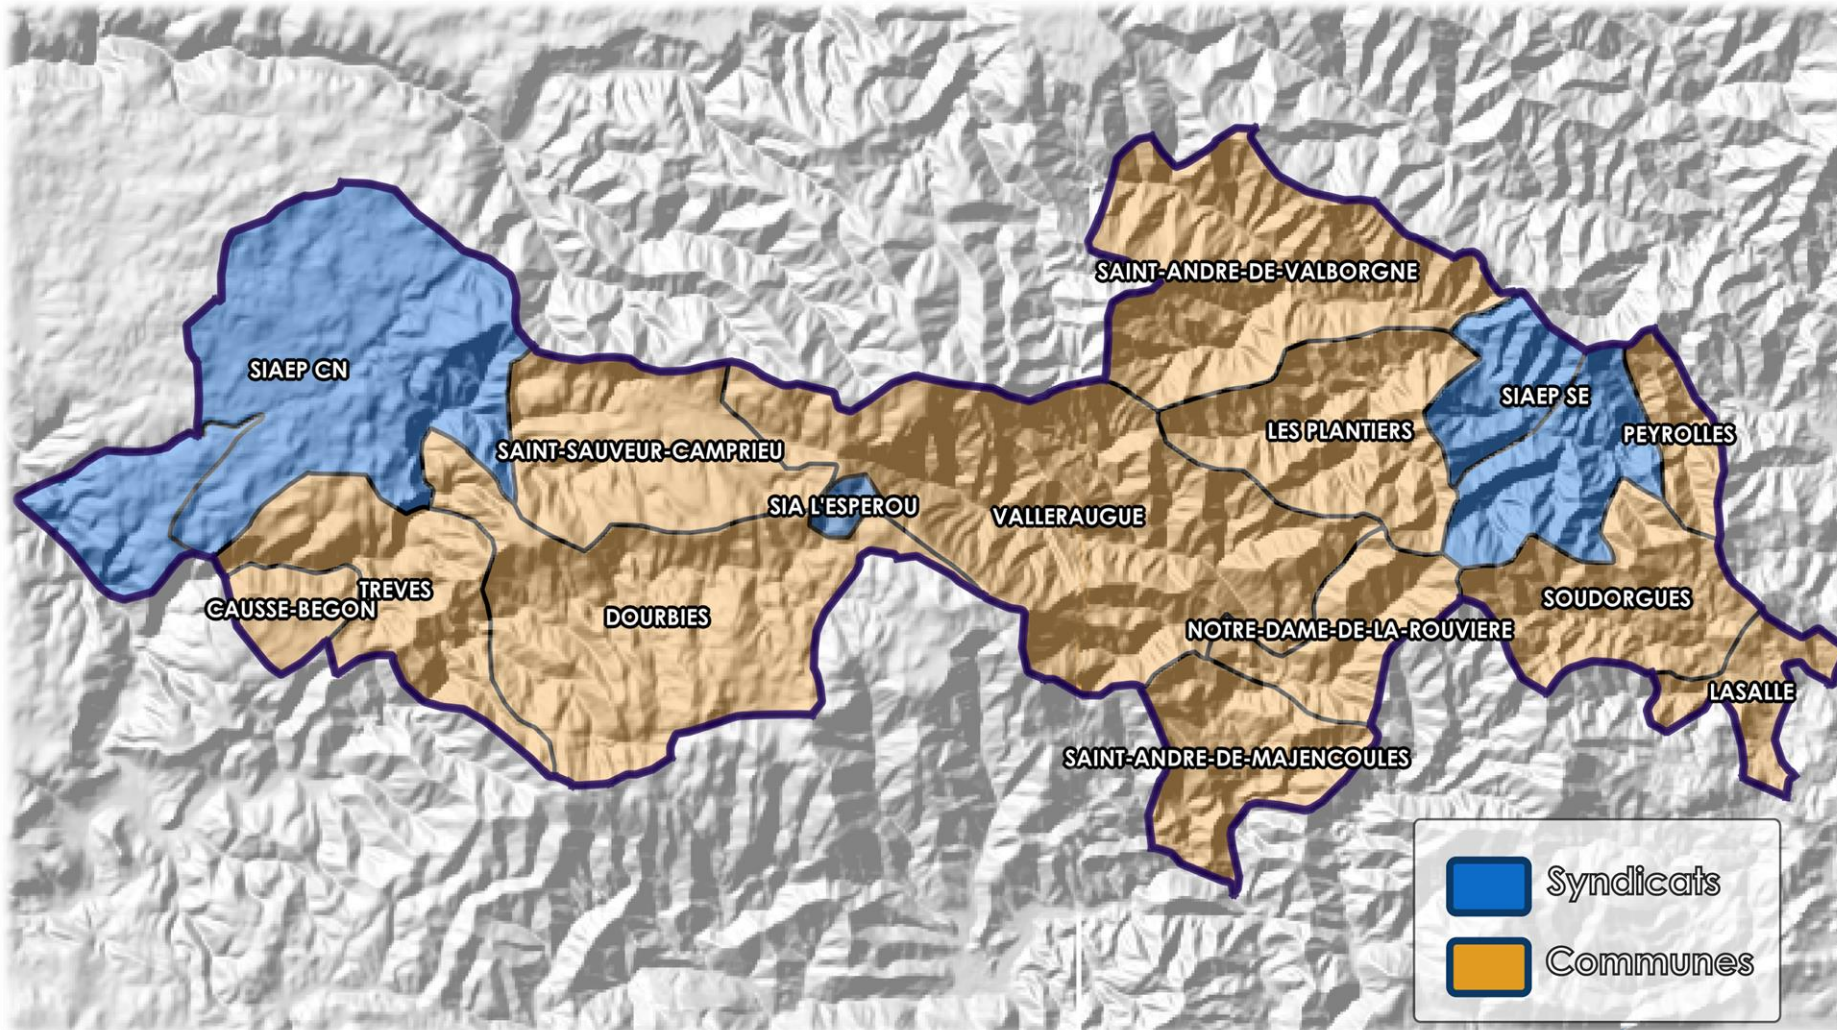 SAINT-ANDRE-DE-VALBORGNE
SIAEP CN
SIAEP SE
LES PLANTIERS
PEYROLLES
SAINT-SAUVEUR-CAMPRIEU
SIA L'ESPEROU
VALLERAUGUE
TREVES
CAUSSE-BEGON
DOURBIES
SOUDORGUES
NOTRE-DAME-DE-LA-ROUVIERE
LASALLE
SAINT-ANDRE-DE-MAJENCOULES
Syndicats
Communes